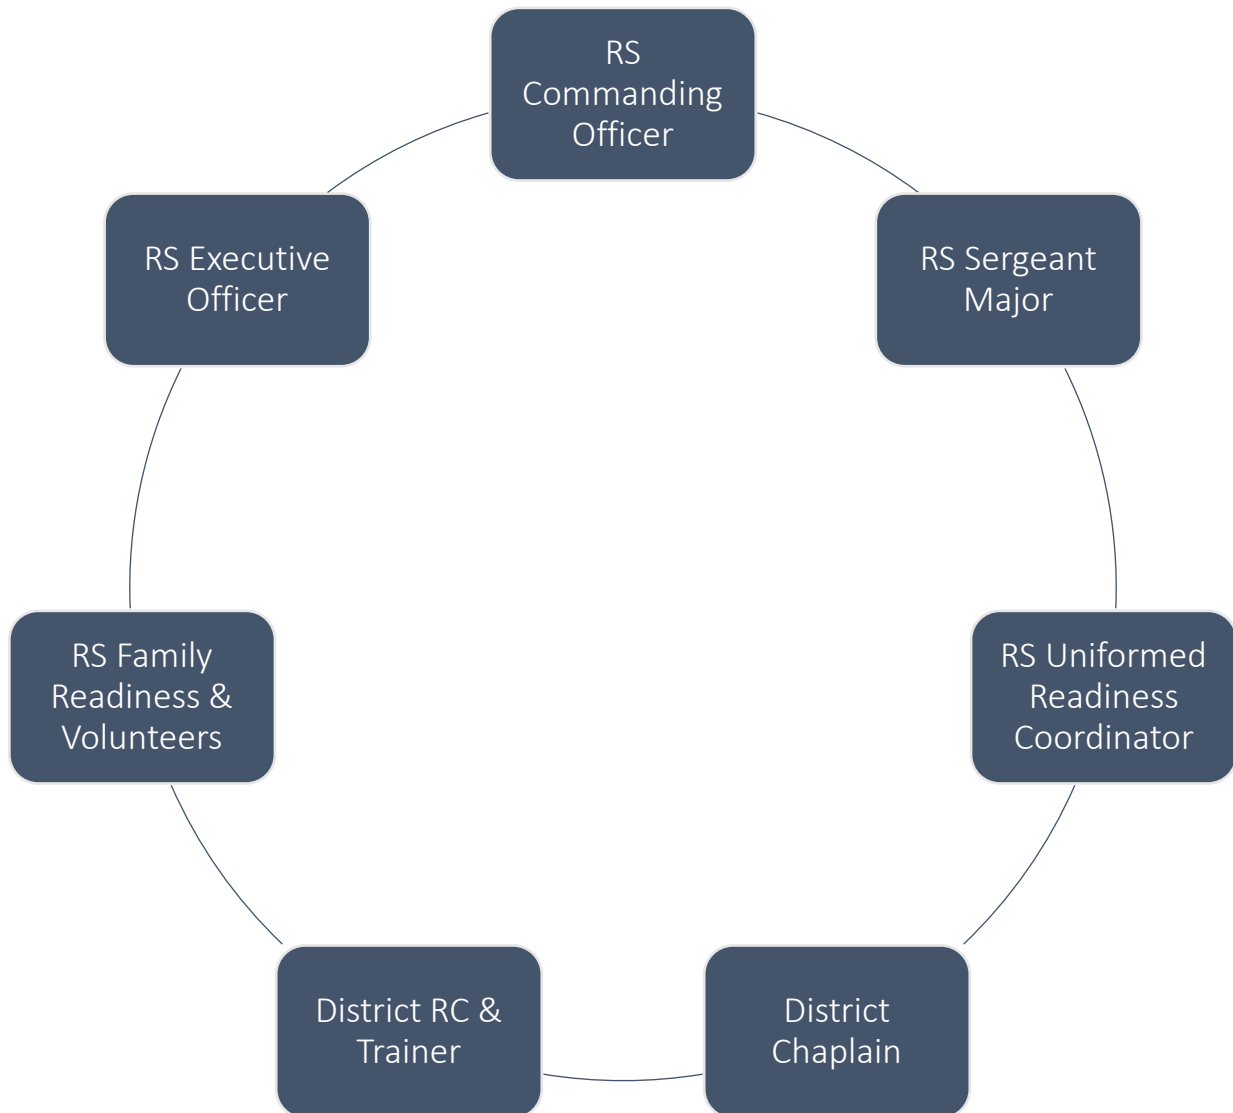 RS
Commanding
Officer
RS Sergeant
Major
RS Uniformed
Readiness
Coordinator
District
Chaplain
District RC &
Trainer
RS Family
Readiness &
Volunteers
RS Executive
Officer